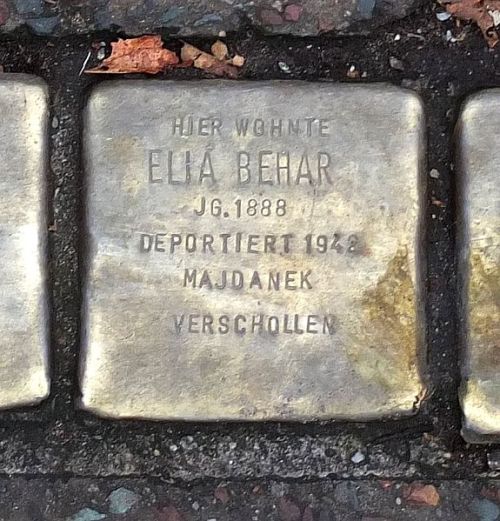 HIER WOHNTE
ELIA BEHAR
JG. 1888
DEPORTIERT 1942
MAJDANEK
VERSCHOLLEN